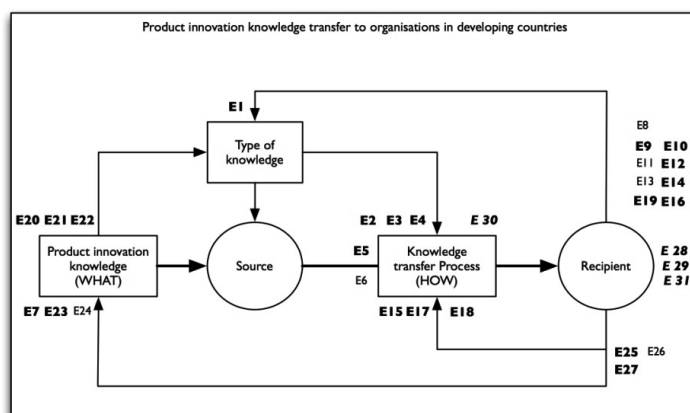 Product innovation knowledge transfer to organisations in developing countries
E1
Type of
knowledge
E8
E9 E10
E11 E12
E13 E14
E19 E16
E20 E21 E22
E2 E3 E4 E 30
Product innovation
knowledge
(WHAT)
Source
E5
E6
Knowledge
transfer Process
(HOW)
Recipient
E 28
E 29
E 31
E7 E23 E24
E15 E17 E18
E25 E26
E27